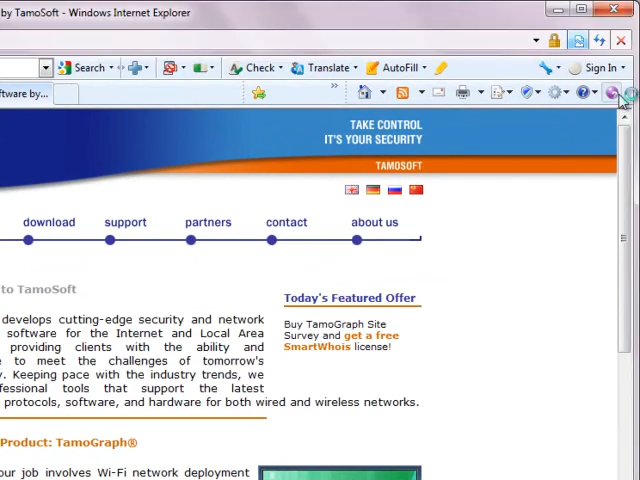 by TamoSoft - Windows Internet Explorer
Search
Check
Translate
AutoFill
Sign In
ftware by...
TAKE CONTROL
IT'S YOUR SECURITY
TAMOSOFT
download support partners contact about us
to TamoSoft
develops cutting-edge security and network
software for the Internet and Local Area
providing clients with the ability and
e to meet the challenges of tomorrow's
y. Keeping pace with the industry trends, we
ofessional tools that support the latest
protocols, software, and hardware for both wired and wireless networks.
Today's Featured Offer
Buy TamoGraph Site
Survey and get a free
SmartWhois license!
Product: TamoGraph®
our job involves Wi-Fi network deployment